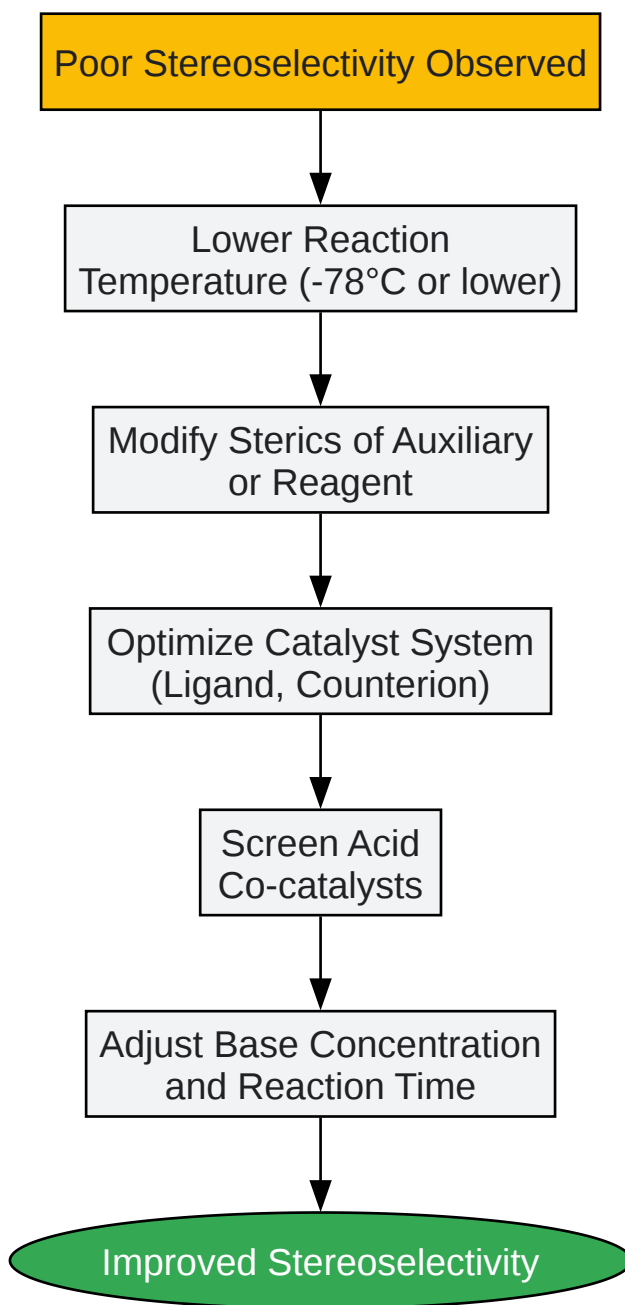 Poor Stereoselectivity Observed
Lower Reaction
Temperature (-78°C or lower)
Modify Sterics of Auxiliary
or Reagent
Optimize Catalyst System
(Ligand, Counterion)
Screen Acid
Co-catalysts
Adjust Base Concentration
and Reaction Time
Improved Stereoselectivity